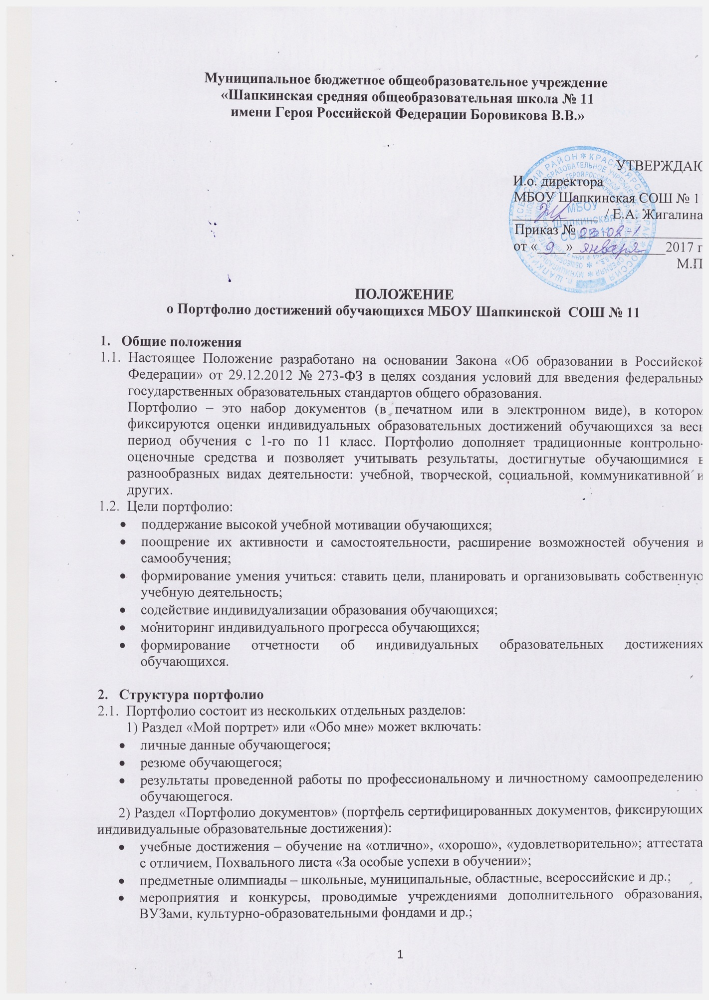 Муниципальное бюджетное общеобразовательное учреждение
«Шапкинская средняя общеобразовательная школа № 11
имени Героя Российской Федерации Боровикова В.В.»
УТВЕРЖДАЮ
И.о. директора
МБОУ Шапкинская СОШ № 11
/ Е.А. Жигалина
Приказ № 03-02-1
от « 9 » января 2017 г
М.П
МБОУ
Шапкинская
СОШ № 11
ПОЛОЖЕНИЕ
о Портфолио достижений обучающихся МБОУ Шапкинской СОШ № 11
1. Общие положения
1.1. Настоящее Положение разработано на основании Закона «Об образовании в Российской
Федерации» от 29.12.2012 № 273-ФЗ в целях создания условий для введения федеральных
государственных образовательных стандартов общего образования.
Портфолио – это набор документов (в печатном или в электронном виде), в котором
фиксируются оценки индивидуальных образовательных достижений обучающихся за весь
период обучения с 1-го по 11 класс. Портфолио дополняет традиционные контрольно-
оценочные средства и позволяет учитывать результаты, достигнутые обучающимися в
разнообразных видах деятельности: учебной, творческой, социальной, коммуникативной и
других.
1.2. Цели портфолио:
• поддержание высокой учебной мотивации обучающихся;
• поощрение их активности и самостоятельности, расширение возможностей обучения и
самообучения;
• формирование умения учиться: ставить цели, планировать и организовывать собственную
учебную деятельность;
• содействие индивидуализации образования обучающихся;
• мониторинг индивидуального прогресса обучающихся;
• формирование отчетности об индивидуальных образовательных достижениях
обучающихся.
2. Структура портфолио
2.1. Портфолио состоит из нескольких отдельных разделов:
1) Раздел «Мой портрет» или «Обо мне» может включать:
• личные данные обучающегося;
• резюме обучающегося;
• результаты проведенной работы по профессиональному и личностному самоопределению
обучающегося.
2) Раздел «Портфолио документов» (портфель сертифицированных документов, фиксирующих
индивидуальные образовательные достижения):
• учебные достижения – обучение на «отлично», «хорошо», «удовлетворительно»; аттестата
с отличием, Похвального листа «За особые успехи в обучении»;
• предметные олимпиады – школьные, муниципальные, областные, всероссийские и др.;
• мероприятия и конкурсы, проводимые учреждениями дополнительного образования,
ВУЗами, культурно-образовательными фондами и др.;
1